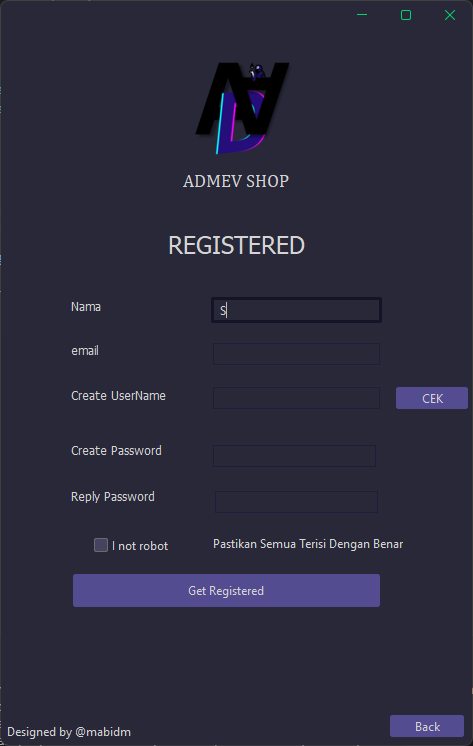 ADMEV SHOP
REGISTERED
Nama
S
email
Create UserName
CEK
Create Password
Reply Password
I not robot
Pastikan Semua Terisi Dengan Benar
Get Registered
Back
Designed by @mabidm